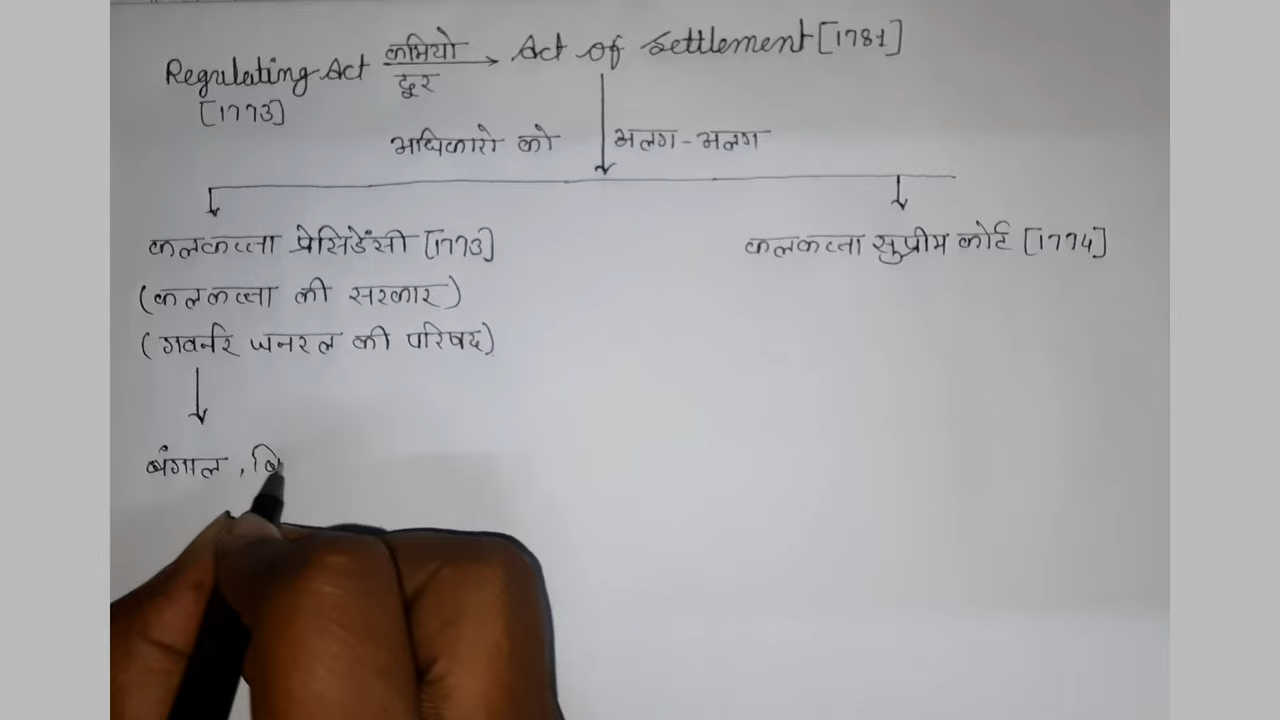 Regulating Act कमियो दूर → Act of Settlement [1781]
[1773]
अधिकारो को अलग-अलग
कलकत्ता प्रेसिडेंसी [1773]
कलकत्ता सुप्रीम कोर्ट [1774]
(कलकत्ता की सरकार)
(गवर्नर जनरल की परिषद)
बंगाल, बि